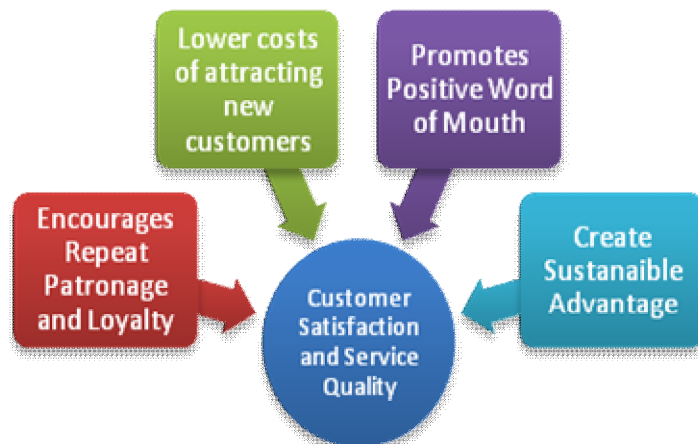 Lower costs
of attracting
new
customers
Promotes
Positive Word
of Mouth
Encourages
Repeat
Patronage
and Loyalty
Create
Sustanaible
Advantage
Customer
Satisfaction
and Service
Quality